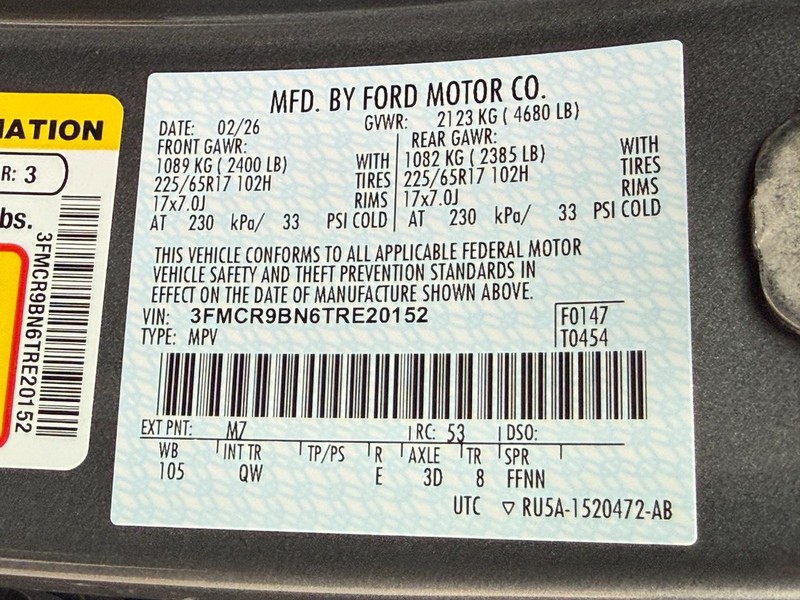 MATION
R: 3
bs.
3FMCR9BN6TRE20152
MFD. BY FORD MOTOR CO.
DATE: 02/26 GVWR: 2123 KG ( 4680 LB)
FRONT GAWR: REAR GAWR:
1089 KG ( 2400 LB) WITH 1082 KG ( 2385 LB) WITH
225/65R17 102H TIRES 225/65R17 102H TIRES
17x7.0J RIMS 17x7.0J RIMS
AT 230 kPa/ 33 PSI COLD AT 230 kPa/ 33 PSI COLD
THIS VEHICLE CONFORMS TO ALL APPLICABLE FEDERAL MOTOR
VEHICLE SAFETY AND THEFT PREVENTION STANDARDS IN
EFFECT ON THE DATE OF MANUFACTURE SHOWN ABOVE.
VIN: 3FMCR9BN6TRE20152 F0147
TYPE: MPV T0454
EXT PNT: M7 RC: 53 DSO:
WB INT TR TP/PS R AXLE TR SPR
105 QW E 3D 8 FFNN
UTC ▽ RU5A-1520472-AB